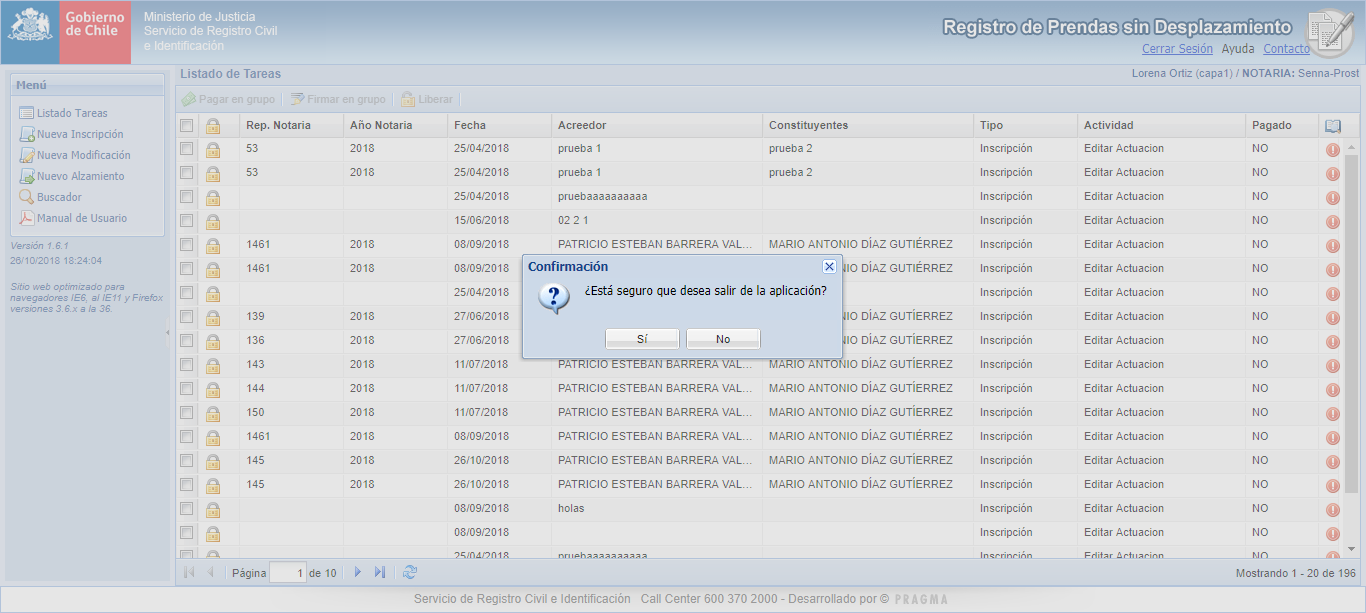 Gobierno
de Chile
Ministerio de Justicia
Servicio de Registro Civil
e Identificación
Registro de Prendas sin Desplazamiento
Cerrar Sesión Ayuda Contacto
Menú
Listado Tareas
Nueva Inscripción
Nueva Modificación
Nuevo Alzamiento
Buscador
Manual de Usuario
Versión 1.6.1
26/10/2018 18:24:04
Sitio web optimizado para
navegadores IE6, al IE11 y Firefox
versiones 3.6.x a la 36.
Listado de Tareas
Lorena Ortiz (capa1) / NOTARIA: Senna-Prost
Pagar en grupo Firmar en grupo Liberar
Rep. Notaria Año Notaria Fecha Acreedor Constituyentes Tipo Actividad Pagado
53 2018 25/04/2018 prueba 1 prueba 2 Inscripción Editar Actuacion NO
53 2018 25/04/2018 prueba 1 prueba 2 Inscripción Editar Actuacion NO
25/04/2018 pruebaaaaaaaaaa Inscripción Editar Actuacion NO
15/06/2018 02 2 1 Inscripción Editar Actuacion NO
1461 2018 08/09/2018 PATRICIO ESTEBAN BARRERA VAL... MARIO ANTONIO DÍAZ GUTIÉRREZ Inscripción Editar Actuacion NO
1461 2018 08/09/2018 IO DÍAZ GUTÍERREZ Inscripción Editar Actuacion NO
25/04/2018 Inscripción Editar Actuacion NO
139 2018 27/06/2018 IO DÍAZ GUTÍERREZ Inscripción Editar Actuacion NO
136 2018 27/06/2018 IO DÍAZ GUTÍERREZ Inscripción Editar Actuacion NO
143 2018 11/07/2018 PATRICIO ESTEBAN BARRERA VAL... MARIO ANTONIO DÍAZ GUTÍERREZ Inscripción Editar Actuacion NO
144 2018 11/07/2018 PATRICIO ESTEBAN BARRERA VAL... MARIO ANTONIO DÍAZ GUTÍERREZ Inscripción Editar Actuacion NO
150 2018 11/07/2018 PATRICIO ESTEBAN BARRERA VAL... MARIO ANTONIO DÍAZ GUTÍERREZ Inscripción Editar Actuacion NO
1461 2018 08/09/2018 PATRICIO ESTEBAN BARRERA VAL... MARIO ANTONIO DÍAZ GUTÍERREZ Inscripción Editar Actuacion NO
145 2018 26/10/2018 PATRICIO ESTEBAN BARRERA VAL... MARIO ANTONIO DÍAZ GUTÍERREZ Inscripción Editar Actuacion NO
145 2018 26/10/2018 PATRICIO ESTEBAN BARRERA VAL... MARIO ANTONIO DÍAZ GUTÍERREZ Inscripción Editar Actuacion NO
08/09/2018 holas Inscripción Editar Actuacion NO
08/09/2018 Inscripción Editar Actuacion NO
25/04/2018 pruebaaaaaaaaaa Inscripción Editar Actuacion NO
Confirmación
¿Está seguro que desea salir de la aplicación?
Sí No
Página 1 de 10
Mostrando 1 - 20 de 196
Servicio de Registro Civil e Identificación Call Center 600 370 2000 - Desarrollado por © PRAGMA